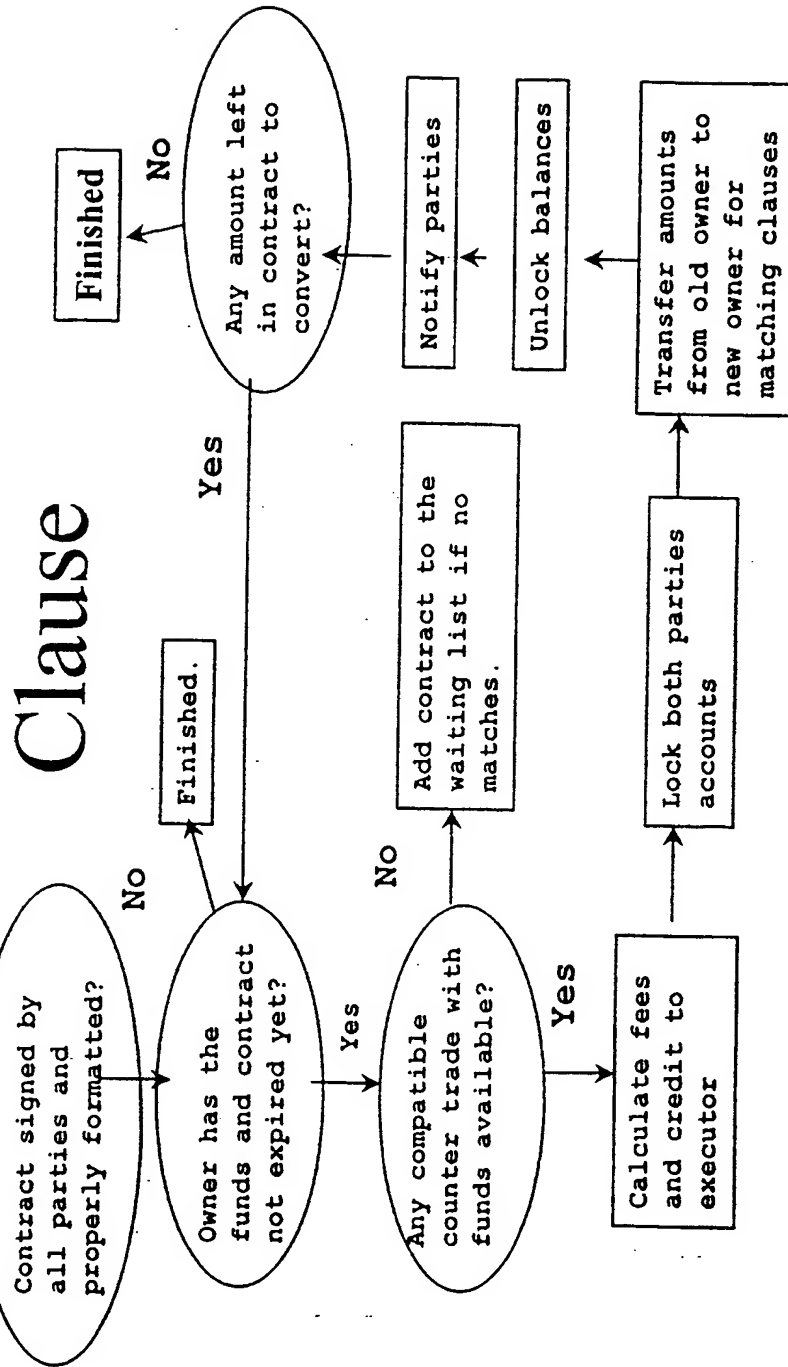 Clause
Contract signed by
all parties and
properly formatted?
No
Finished.
Owner has the
funds and contract
not expired yet?
Yes
Any compatible
counter trade with
funds available?
No
Add contract to the
waiting list if no
matches.
Yes
Calculate fees
and credit to
executor
Lock both parties
accounts
Transfer amounts
from old owner to
new owner for
matching clauses
Unlock balances
Notify parties
Any amount left
in contract to
convert?
Yes
No
Finished